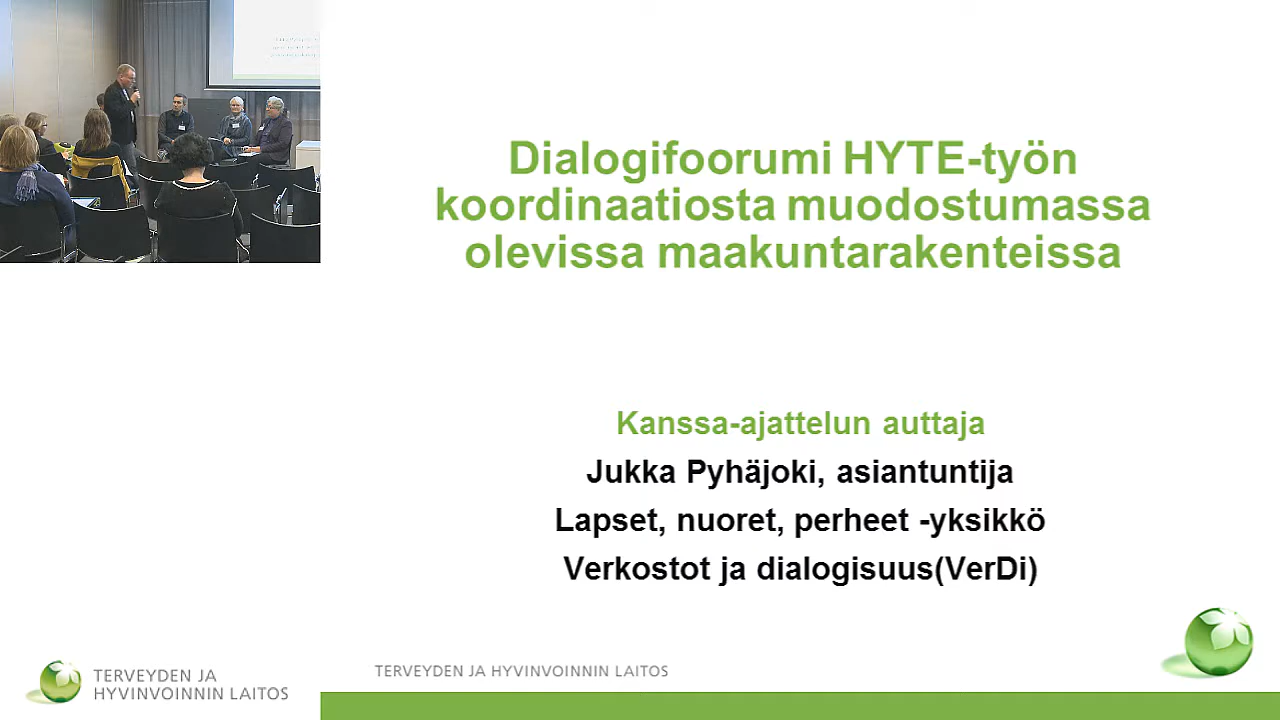 Dialogifoorumi HYTE-työn
koordinaatiosta muodostumassa
olevissa maakuntarakenteissa
Kanssa-ajattelun auttaja
Jukka Pyhäjoki, asiantuntija
Lapset, nuoret, perheet -yksikkö
Verkostot ja dialogisuus(VerDi)
TERVEYDEN JA HYVINVOINNIN LAITOS
TERVEYDEN JA
HYVINVOINNIN LAITOS